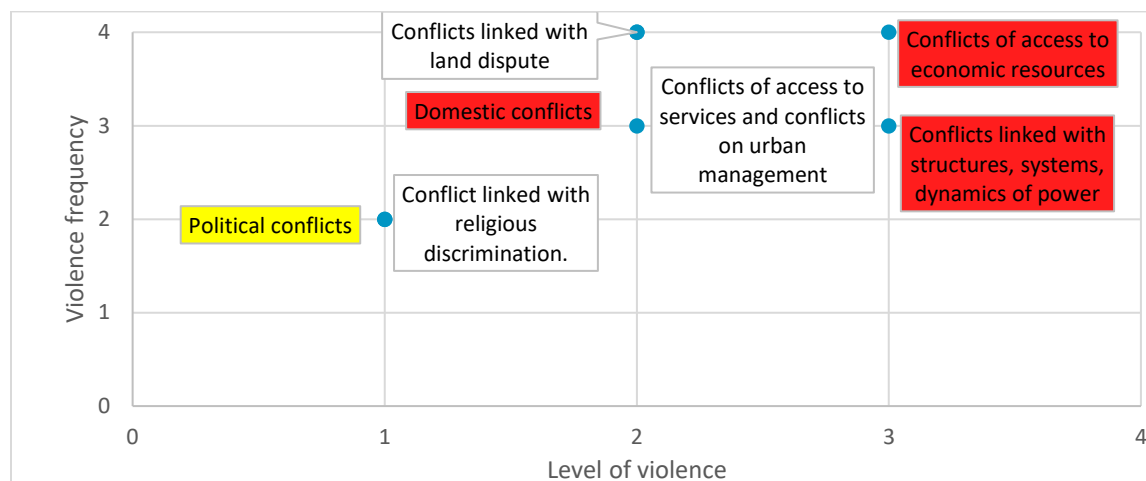 4
Conflicts linked with
land dispute
Conflicts of access to
economic resources
3
Domestic conflicts
Conflicts of access to
services and conflicts
on urban
management
Conflicts linked with
structures, systems,
dynamics of power
2
Political conflicts
Conflict linked with
religious
discrimination.
1
0
Violence frequency
0 1 2 3 4
Level of violence